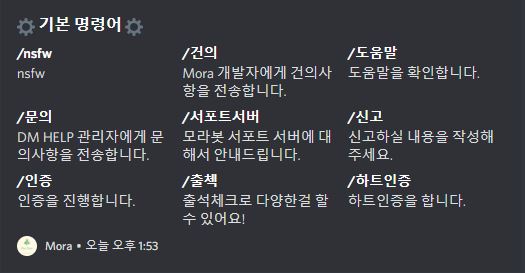 기본 명령어
/nsfw
nsfw
/건의
Mora 개발자에게 건의사
항을 전송합니다.
/도움말
도움말을 확인합니다.
/문의
DM HELP 관리자에게 문
의사항을 전송합니다.
/서포트서버
모라봇 서포트 서버에 대
해서 안내드립니다.
/신고
신고하실 내용을 작성해
주세요.
/인증
인증을 진행합니다.
/출첵
출석체크로 다양한걸 할
수 있어요!
/하트인증
하트인증을 합니다.
Mora • 오늘 오후 1:53